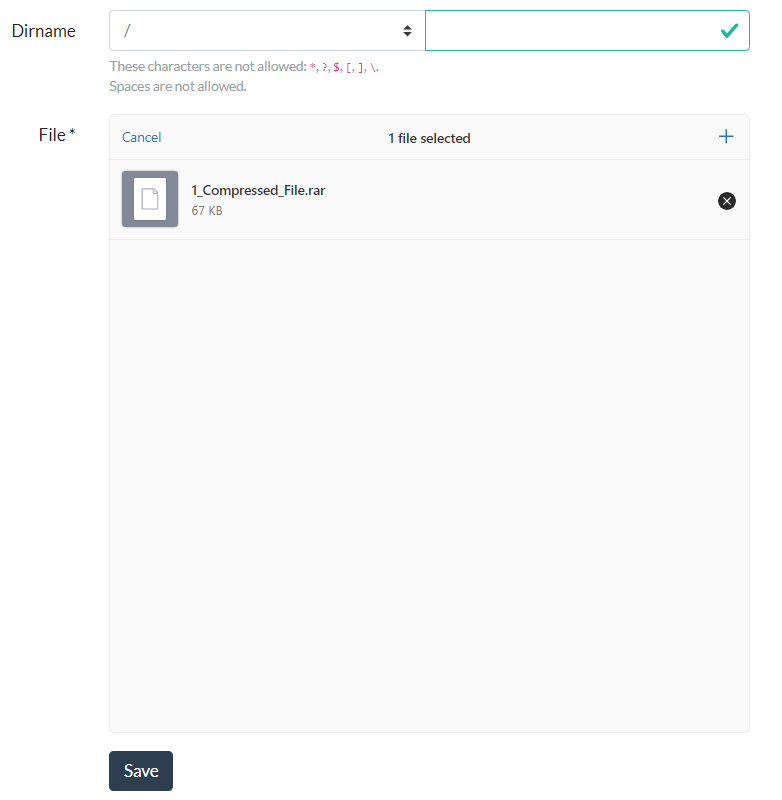 Dirname /
These characters are not allowed: *, ?, $, [, ], \.
Spaces are not allowed.
File *
Cancel 1 file selected +
1_Compressed_File.rar
67 KB
Save